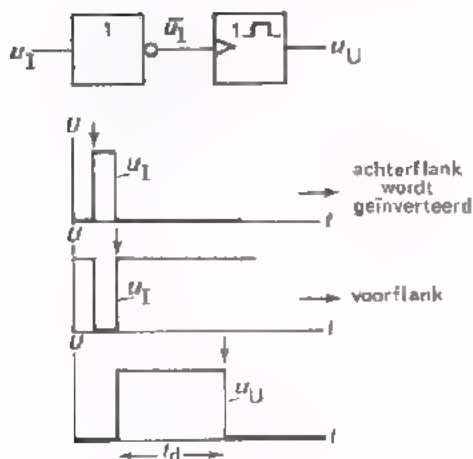 u_I 1 ū_I 1 u_U
U
u_I
achterflank
wordt
geïnverteerd
t
U
u_I
voorflank
t
U
u_U
t
t_d